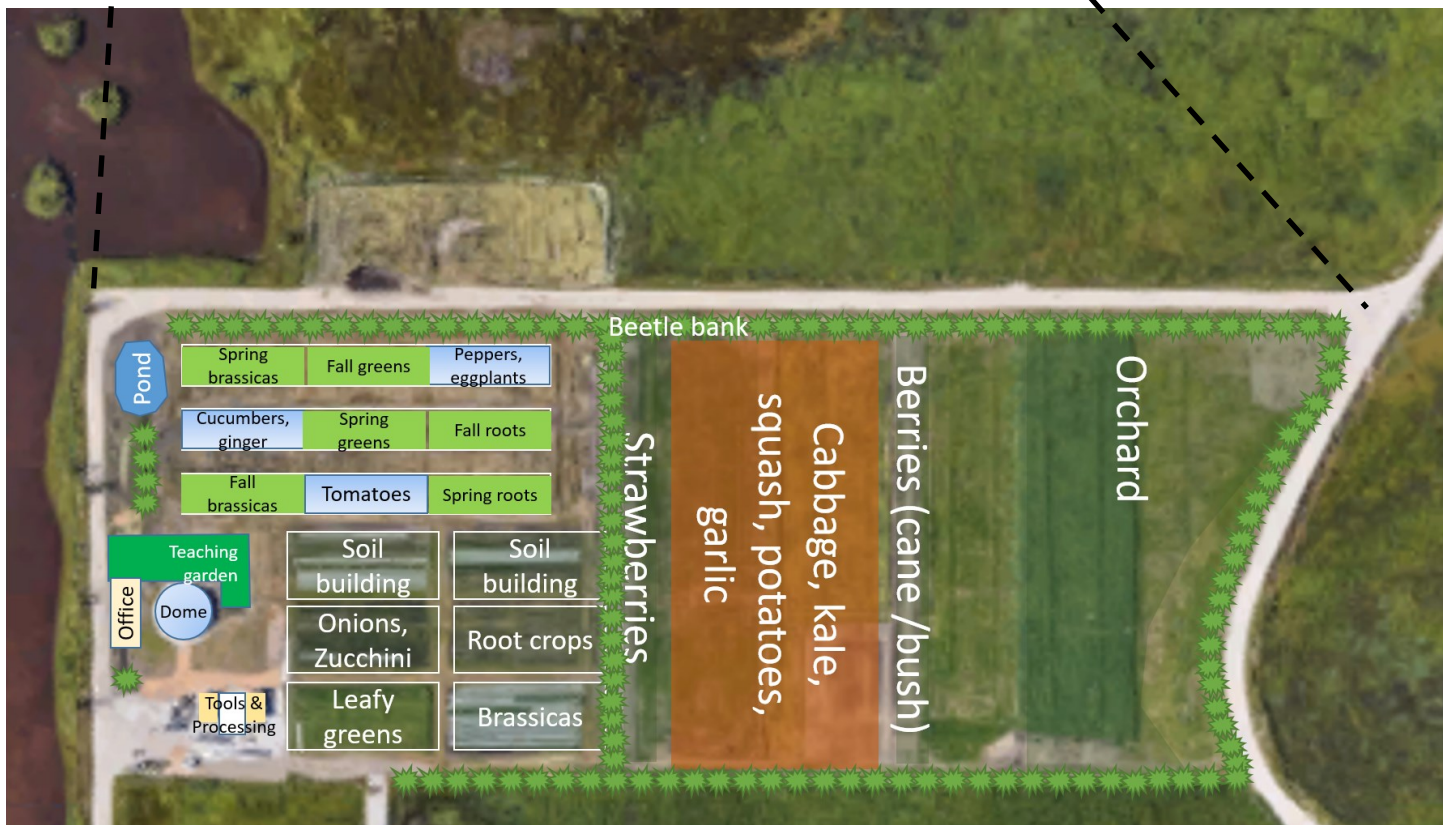 Beetle bank
Pond
Spring
brassicas
Fall greens
Peppers,
eggplants
Cucumbers,
ginger
Spring
greens
Fall roots
Fall
brassicas
Tomatoes
Spring roots
Teaching
garden
Office
Dome
Tools &
Processing
Soil
building
Soil
building
Onions,
Zucchini
Root crops
Leafy
greens
Brassicas
Strawberries
Cabbage, kale,
squash, potatoes,
garlic
Berries (cane /bush)
Orchard